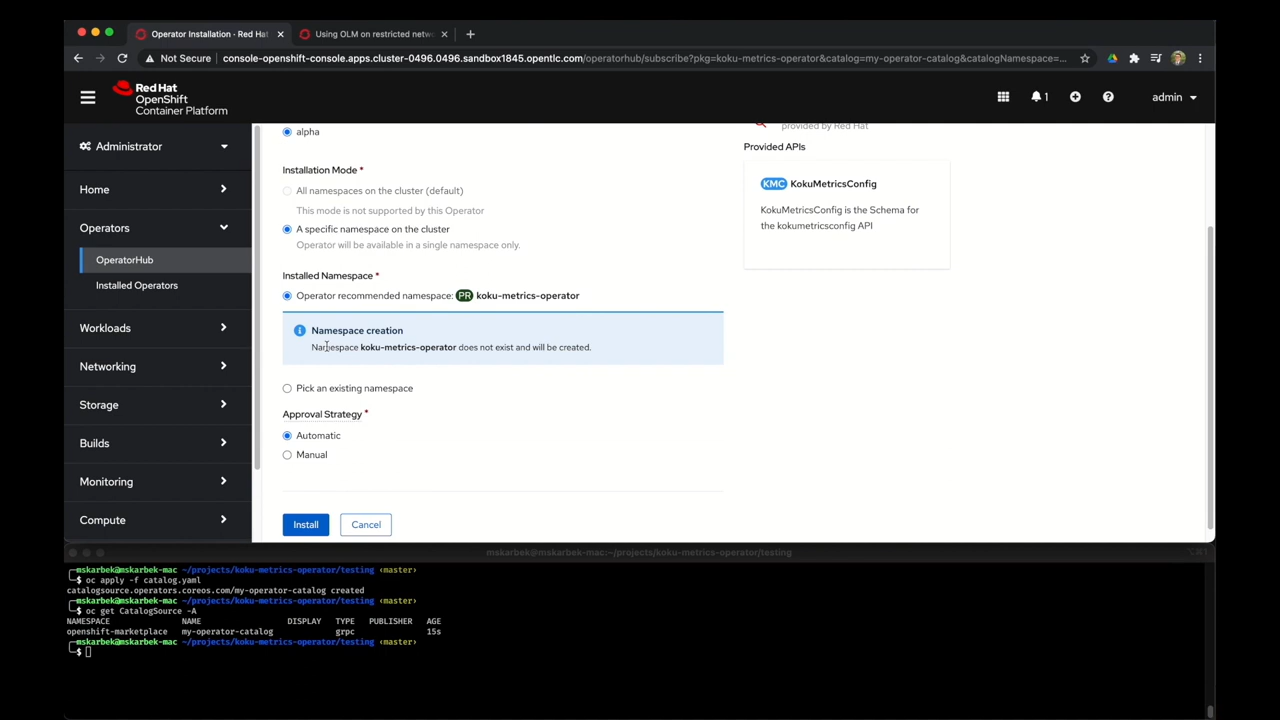 Operator Installation · Red Hat
Using OLM on restricted netw
Not Secure
console-openshift-console.apps.cluster-0496.0496.sandbox1845.opentlc.com/operatorhub/subscribe?pkg=koku-metrics-operator&catalog=my-operator-catalog&catalogNamespace=...
Red Hat
OpenShift
Container Platform
1
admin
Administrator
Home
Operators
OperatorHub
Installed Operators
Workloads
Networking
Storage
Builds
Monitoring
Compute
alpha
Installation Mode *
All namespaces on the cluster (default)
This mode is not supported by this Operator
A specific namespace on the cluster
Operator will be available in a single namespace only.
Installed Namespace *
Operator recommended namespace: PR koku-metrics-operator
Namespace creation
Namespace koku-metrics-operator does not exist and will be created.
Pick an existing namespace
Approval Strategy *
Automatic
Manual
Install
Cancel
provided by Red Hat
Provided APIs
KMC KokuMetricsConfig
KokuMetricsConfig is the Schema for
the kokumetricsconfig API
mskarbek@mskarbek-mac:~/projects/koku-metrics-operator/testing
mskarbek@mskarbek-mac ~/projects/koku-metrics-operator/testing ‹master›
$ oc apply -f catalog.yaml
catalogsource.operators.coreos.com/my-operator-catalog created
mskarbek@mskarbek-mac ~/projects/koku-metrics-operator/testing ‹master›
$ oc get CatalogSource -A
NAMESPACE NAME DISPLAY TYPE PUBLISHER AGE
openshift-marketplace my-operator-catalog grpc 15s
mskarbek@mskarbek-mac ~/projects/koku-metrics-operator/testing ‹master›
$